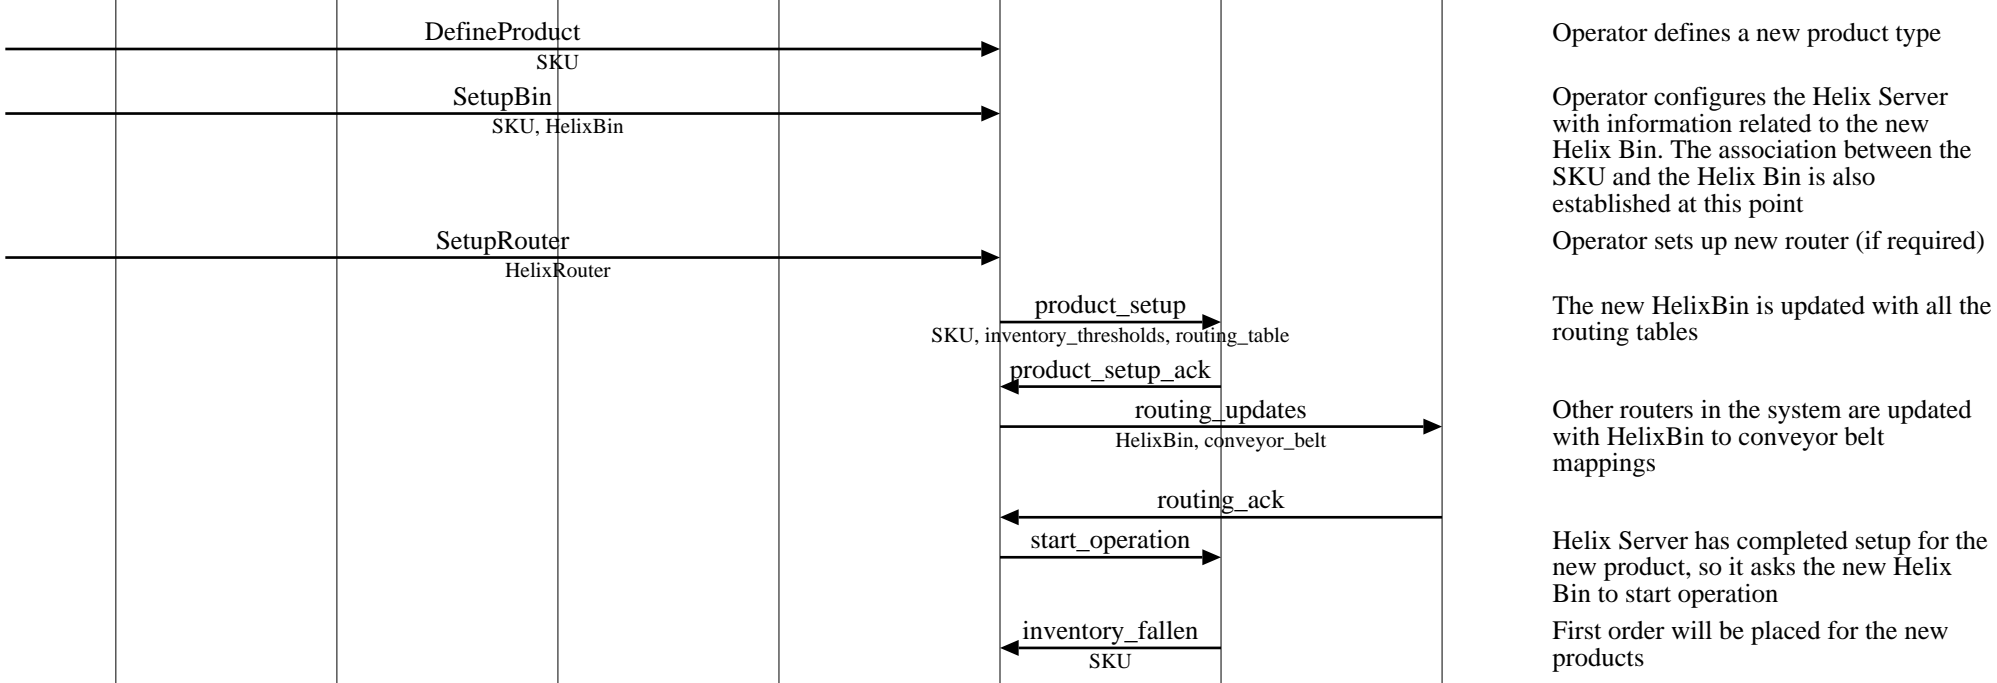 DefineProduct
SKU
Operator defines a new product type
SetupBin
SKU, HelixBin
Operator configures the Helix Server
with information related to the new
Helix Bin. The association between the
SKU and the Helix Bin is also
established at this point
SetupRouter
HelixRouter
Operator sets up new router (if required)
product_setup
SKU, inventory_thresholds, routing_table
The new HelixBin is updated with all the
routing tables
product_setup_ack
routing_updates
HelixBin, conveyor_belt
Other routers in the system are updated
with HelixBin to conveyor belt
mappings
routing_ack
start_operation
Helix Server has completed setup for the
new product, so it asks the new Helix
Bin to start operation
inventory_fallen
SKU
First order will be placed for the new
products